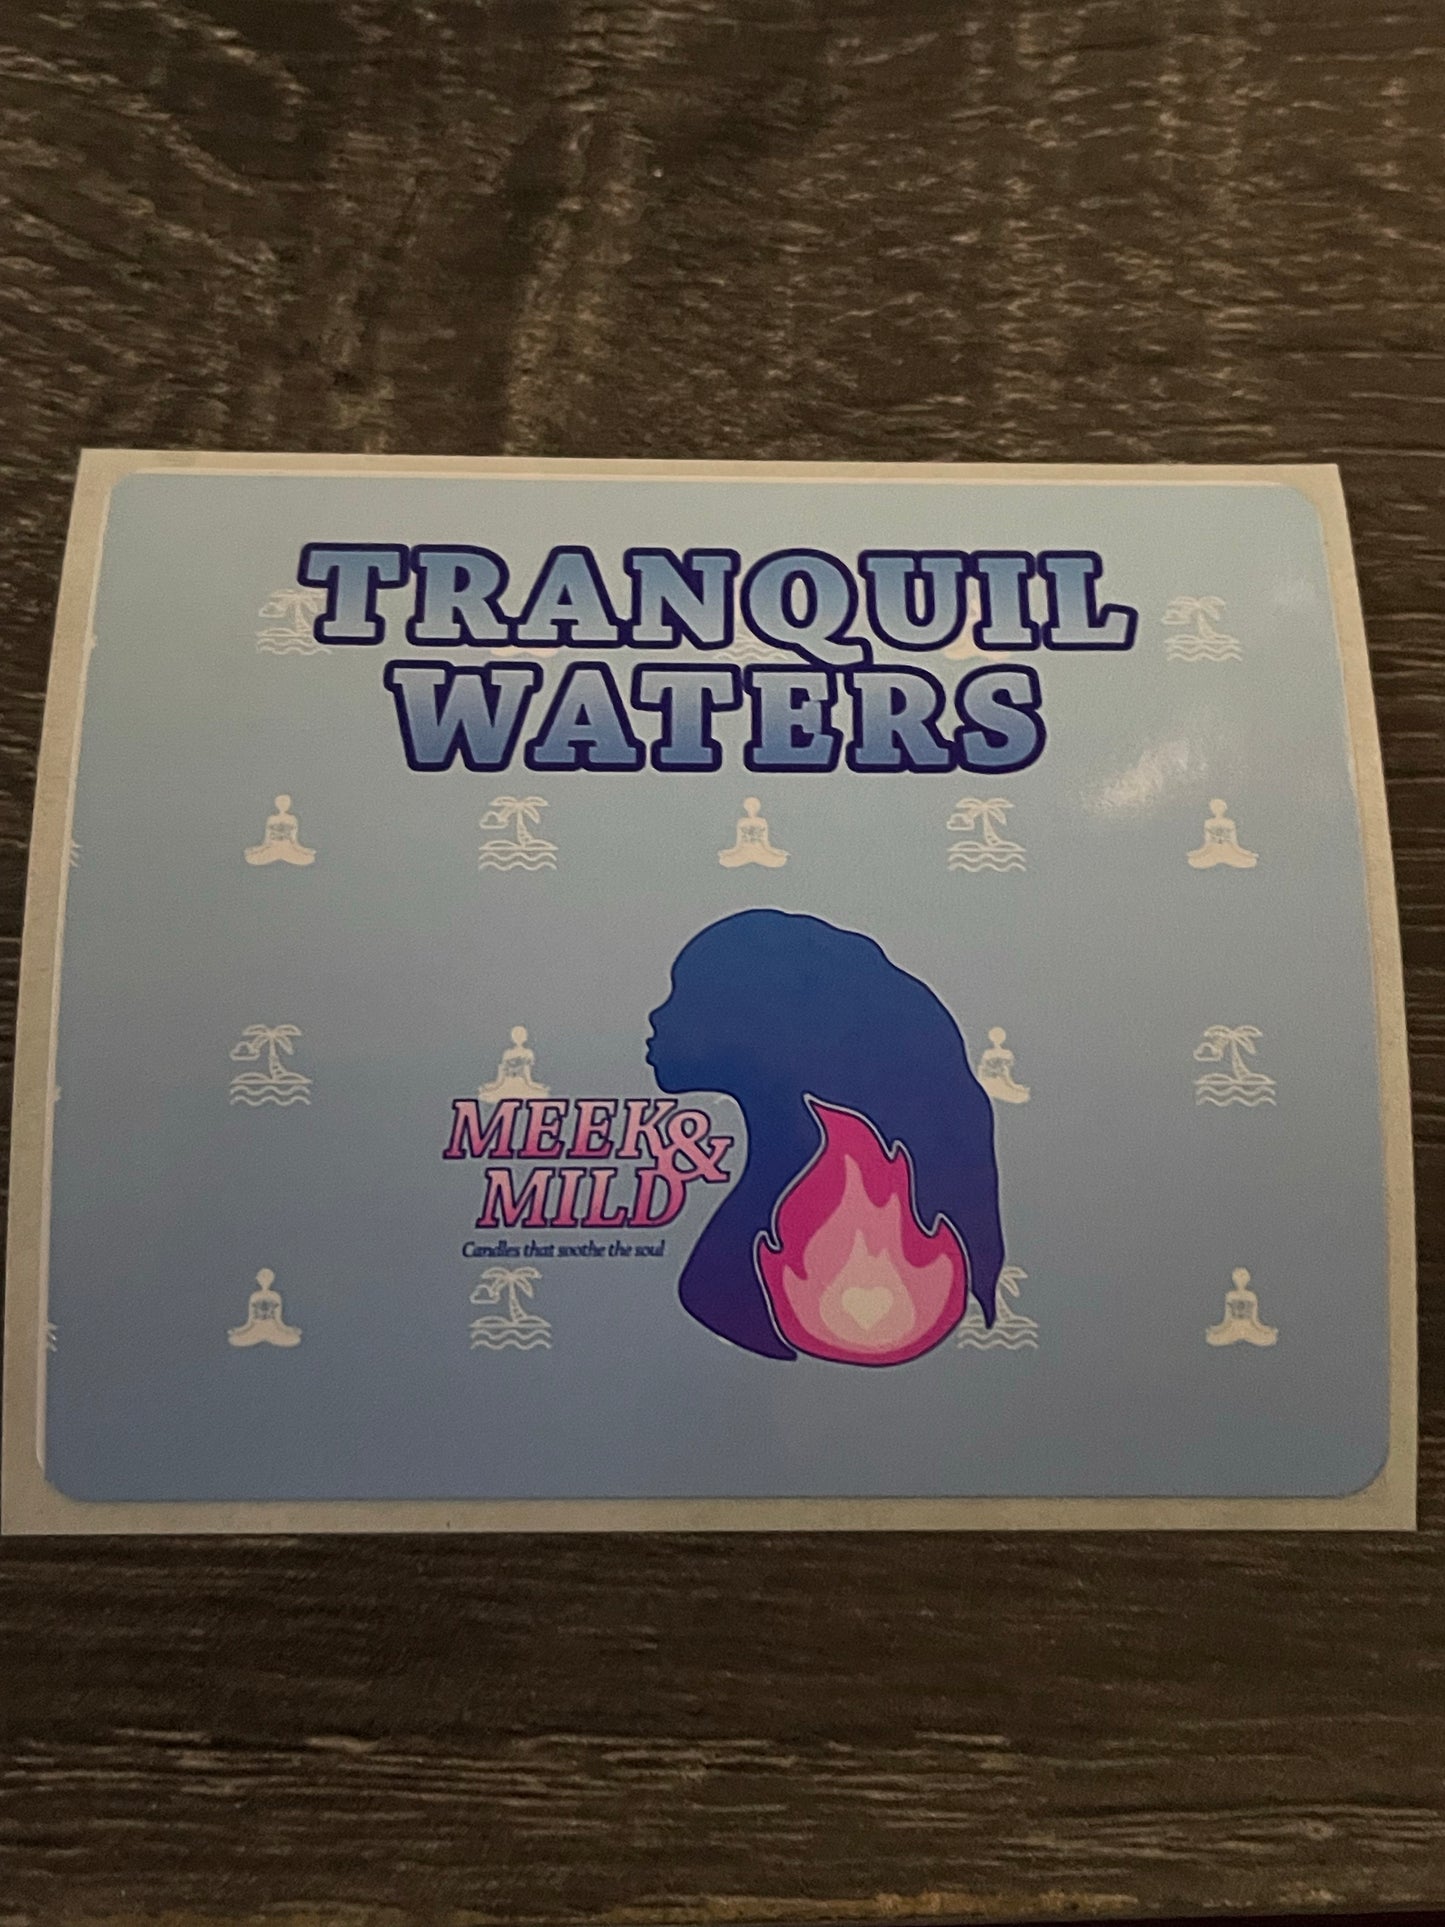 TRANQUIL
WATERS
MEEK &
MILD
Candles that soothe the soul